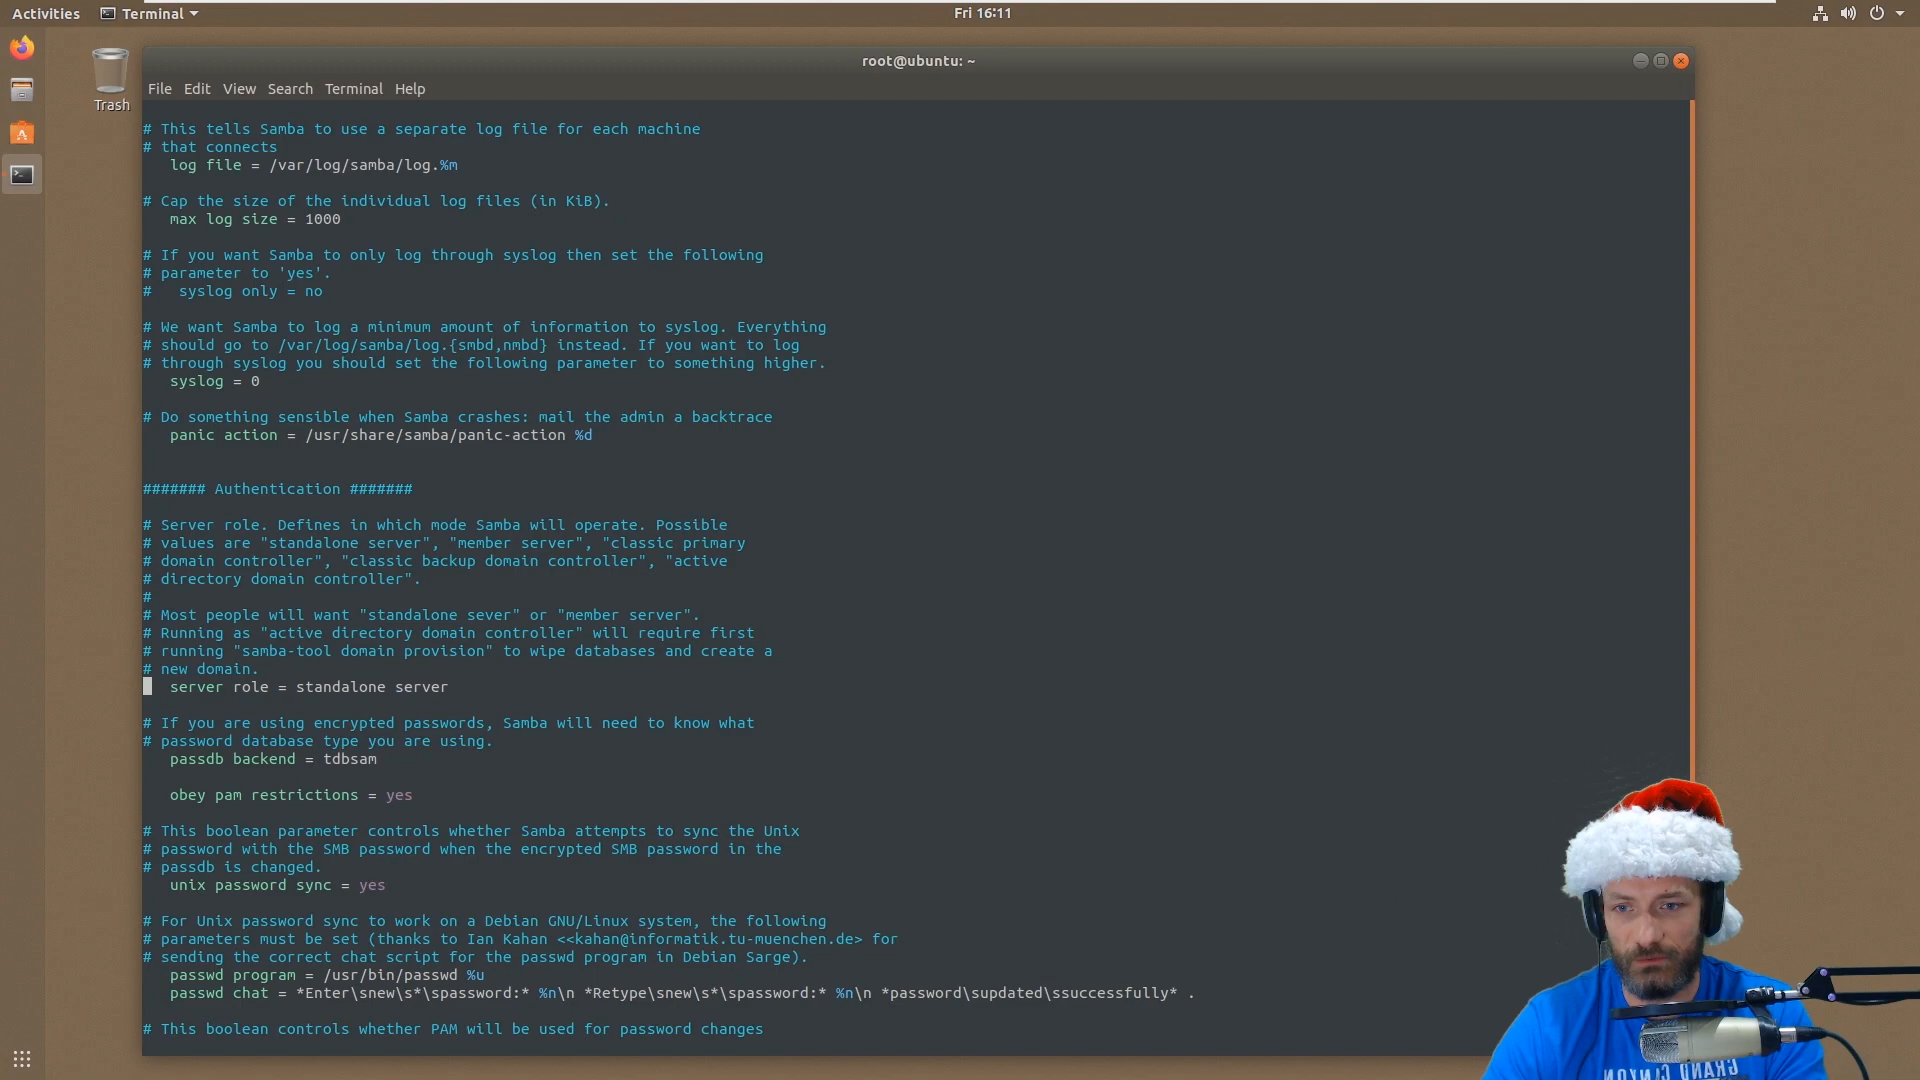 Activities
Terminal
Fri 16:11
Trash
root@ubuntu: ~
File Edit View Search Terminal Help
# This tells Samba to use a separate log file for each machine
# that connects
log file = /var/log/samba/log.%m
# Cap the size of the individual log files (in KiB).
max log size = 1000
# If you want Samba to only log through syslog then set the following
# parameter to 'yes'.
#   syslog only = no
# We want Samba to log a minimum amount of information to syslog. Everything
# should go to /var/log/samba/log.{smbd,nmbd} instead. If you want to log
# through syslog you should set the following parameter to something higher.
syslog = 0
# Do something sensible when Samba crashes: mail the admin a backtrace
panic action = /usr/share/samba/panic-action %d
####### Authentication #######
# Server role. Defines in which mode Samba will operate. Possible
# values are "standalone server", "member server", "classic primary
# domain controller", "classic backup domain controller", "active
# directory domain controller".
#
# Most people will want "standalone sever" or "member server".
# Running as "active directory domain controller" will require first
# running "samba-tool domain provision" to wipe databases and create a
# new domain.
server role = standalone server
# If you are using encrypted passwords, Samba will need to know what
# password database type you are using.
passdb backend = tdbsam
obey pam restrictions = yes
# This boolean parameter controls whether Samba attempts to sync the Unix
# password with the SMB password when the encrypted SMB password in the
# passdb is changed.
unix password sync = yes
# For Unix password sync to work on a Debian GNU/Linux system, the following
# parameters must be set (thanks to Ian Kahan <<kahan@informatik.tu-muenchen.de> for
# sending the correct chat script for the passwd program in Debian Sarge).
passwd program = /usr/bin/passwd %u
passwd chat = *Enter\snew\s*\spassword:* %n\n *Retype\snew\s*\spassword:* %n\n *password\supdated\ssuccessfully* .
# This boolean controls whether PAM will be used for password changes
GRAND CANYON